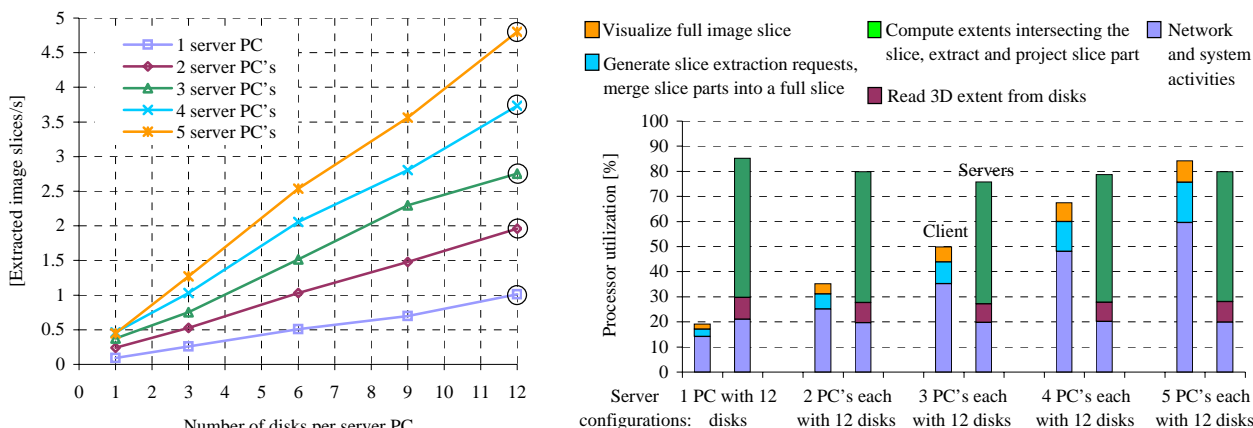 [Extracted image slices/s]
5
4.5
4
3.5
3
2.5
2
1.5
1
0.5
0
1 server PC
2 server PC's
3 server PC's
4 server PC's
5 server PC's
0 1 2 3 4 5 6 7 8 9 10 11 12
Number of disks per server PC
Visualize full image slice
Generate slice extraction requests,
merge slice parts into a full slice
Compute extents intersecting the
slice, extract and project slice part
Read 3D extent from disks
Network
and system
activities
Processor utilization [%]
100
90
80
70
60
50
40
30
20
10
0
Client
Servers
Server
configurations:
1 PC with 12
disks
2 PC's each
with 12 disks
3 PC's each
with 12 disks
4 PC's each
with 12 disks
5 PC's each
with 12 disks